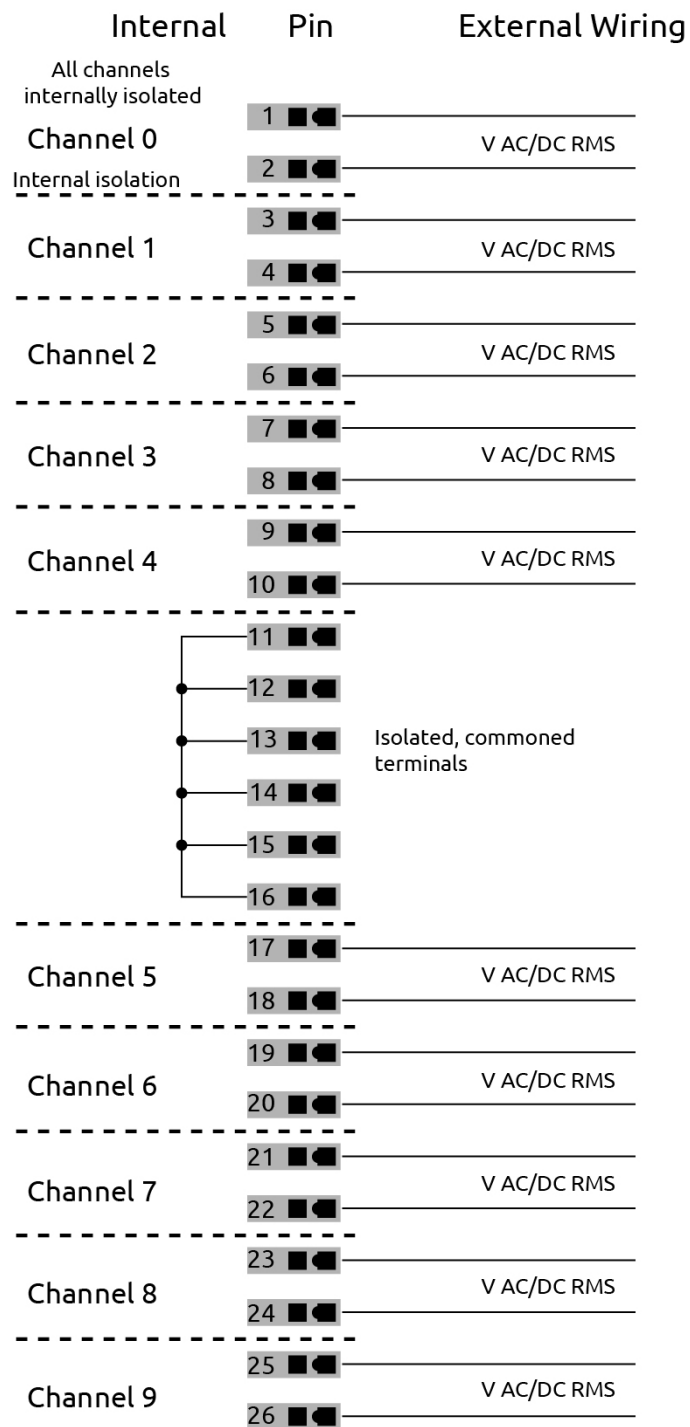 Internal Pin External Wiring
All channels
internally isolated
1
Channel 0 V AC/DC RMS
2
Internal isolation
3
Channel 1 V AC/DC RMS
4
5
Channel 2 V AC/DC RMS
6
7
Channel 3 V AC/DC RMS
8
9
Channel 4 V AC/DC RMS
10
11
12
13 Isolated, commoned
terminals
14
15
16
17
Channel 5 V AC/DC RMS
18
19
Channel 6 V AC/DC RMS
20
21
Channel 7 V AC/DC RMS
22
23
Channel 8 V AC/DC RMS
24
25
Channel 9 V AC/DC RMS
26